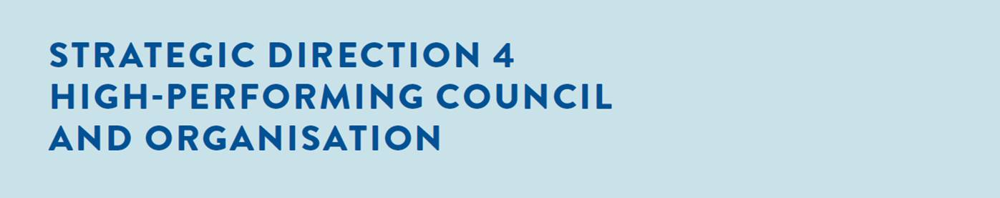 STRATEGIC DIRECTION 4
HIGH-PERFORMING COUNCIL
AND ORGANISATION